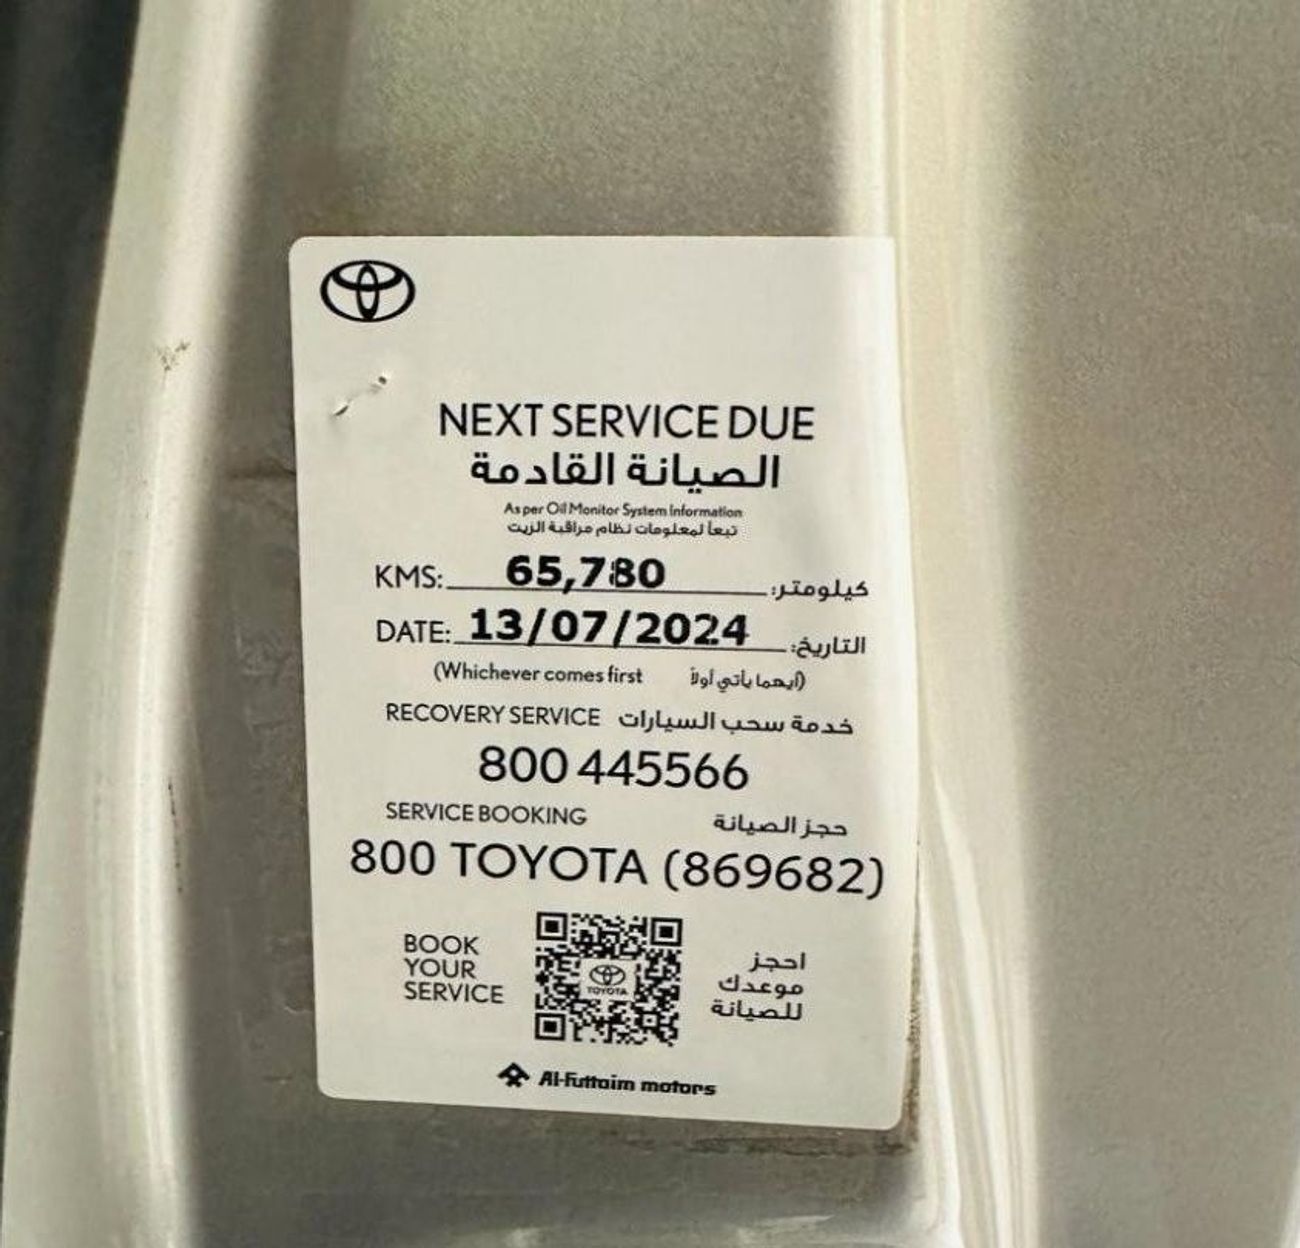 NEXT SERVICE DUE
الصيانة القادمة
As per Oil Monitor System Information
تبعاً لمعلومات نظام مراقبة الزيت
KMS: 65,780 كيلومتر:
DATE: 13/07/2024 التاريخ:
(Whichever comes first أيهما يأتي أولاً)
RECOVERY SERVICE خدمة سحب السيارات
800 445566
SERVICE BOOKING حجز الصيانة
800 TOYOTA (869682)
BOOK
YOUR
SERVICE
TOYOTA
احجز
موعدك
للصيانة
Al-Futtaim motors